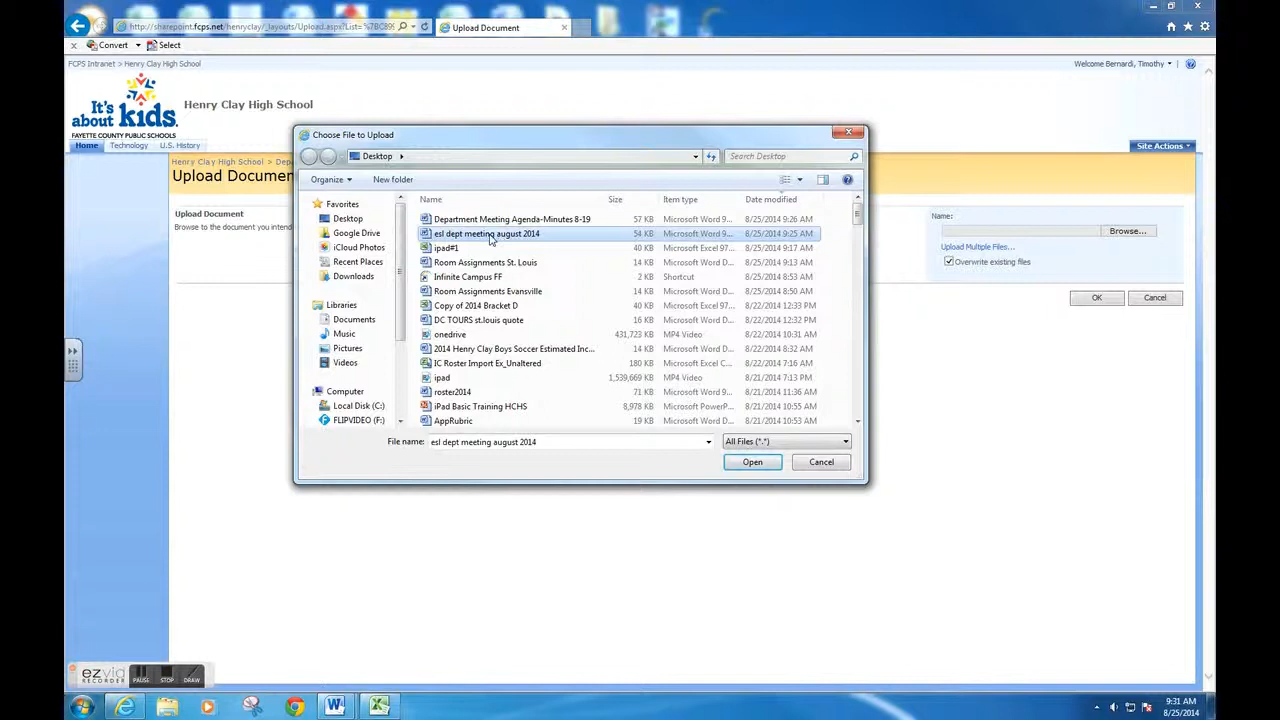 http://sharepoint.fcps.net/henryclay/_layouts/Upload.aspx?List=%7BC89
Upload Document
Convert
Select
FCPS Intranet > Henry Clay High School
Welcome Bernardi, Timothy
It's about kids.
FAYETTE COUNTY PUBLIC SCHOOLS
Henry Clay High School
Home
Technology
U.S. History
Site Actions
Henry Clay High School >
Upload Documen
Upload Document
Browse to the document you intend
Name:
Browse...
Upload Multiple Files...
Overwrite existing files
OK
Cancel
Choose File to Upload
Desktop
Search Desktop
Organize
New folder
Favorites
Desktop
Google Drive
iCloud Photos
Recent Places
Downloads
Libraries
Documents
Music
Pictures
Videos
Computer
Local Disk (C:)
FLIPVIDEO (F:)
Name Size Item type Date modified
Department Meeting Agenda-Minutes 8-19 57 KB Microsoft Word 9... 8/25/2014 9:26 AM
esl dept meeting august 2014 54 KB Microsoft Word 9... 8/25/2014 9:25 AM
ipad#1 40 KB Microsoft Excel 97... 8/25/2014 9:17 AM
Room Assignments St. Louis 14 KB Microsoft Word D... 8/25/2014 9:13 AM
Infinite Campus FF 2 KB Shortcut 8/25/2014 8:53 AM
Room Assignments Evansville 14 KB Microsoft Word D... 8/25/2014 8:50 AM
Copy of 2014 Bracket D 40 KB Microsoft Excel 97... 8/22/2014 12:33 PM
DC TOURS st.louis quote 16 KB Microsoft Word D... 8/22/2014 12:32 PM
onedrive 431,723 KB MP4 Video 8/22/2014 10:31 AM
2014 Henry Clay Boys Soccer Estimated Inc... 14 KB Microsoft Word D... 8/22/2014 8:32 AM
IC Roster Import Ex_Unaltered 180 KB Microsoft Excel C... 8/22/2014 7:16 AM
ipad 1,539,669 KB MP4 Video 8/21/2014 7:13 PM
roster2014 71 KB Microsoft Word D... 8/21/2014 11:36 AM
iPad Basic Training HCHS 8,978 KB Microsoft PowerP... 8/21/2014 10:55 AM
AppRubric 19 KB Microsoft Word D... 8/21/2014 10:53 AM
File name: esl dept meeting august 2014
All Files (*.*)
Open
Cancel
ezvid
RECORDER
PAUSE
STOP
DRAW
9:31 AM
8/25/2014